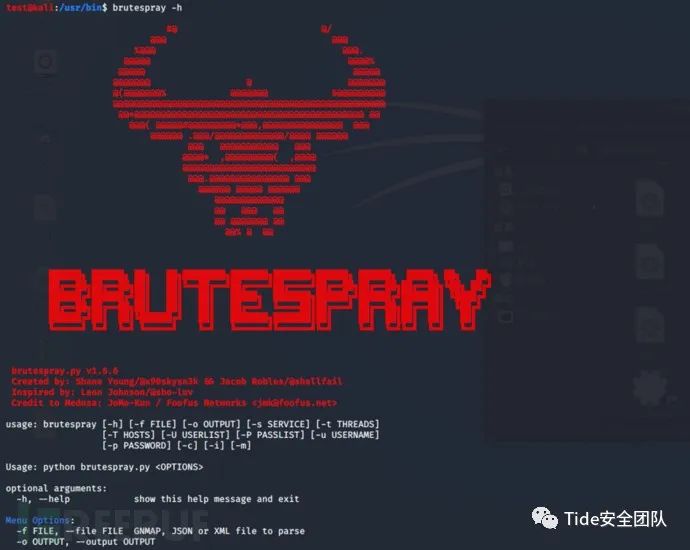 test@kali:/usr/bin$ brutespray -h
BRUTESPRAY
brutespray.py v1.6.6
Created by: Shane Young/@x90skysn3k && Jacob Robles/@shellfail
Inspired by: Leon Johnson/@sho-luv
Credit to Medusa: JoMo-Kun / Foofus Networks <jmk@foofus.net>
usage: brutespray [-h] [-f FILE] [-o OUTPUT] [-s SERVICE] [-t THREADS]
[-T HOSTS] [-U USERLIST] [-P PASSLIST] [-u USERNAME]
[-p PASSWORD] [-c] [-i] [-m]
Usage: python brutespray.py <OPTIONS>
optional arguments:
-h, --help show this help message and exit
Menu Options:
-f FILE, --file FILE GNMAP, JSON or XML file to parse
-o OUTPUT, --output OUTPUT
Tide安全团队